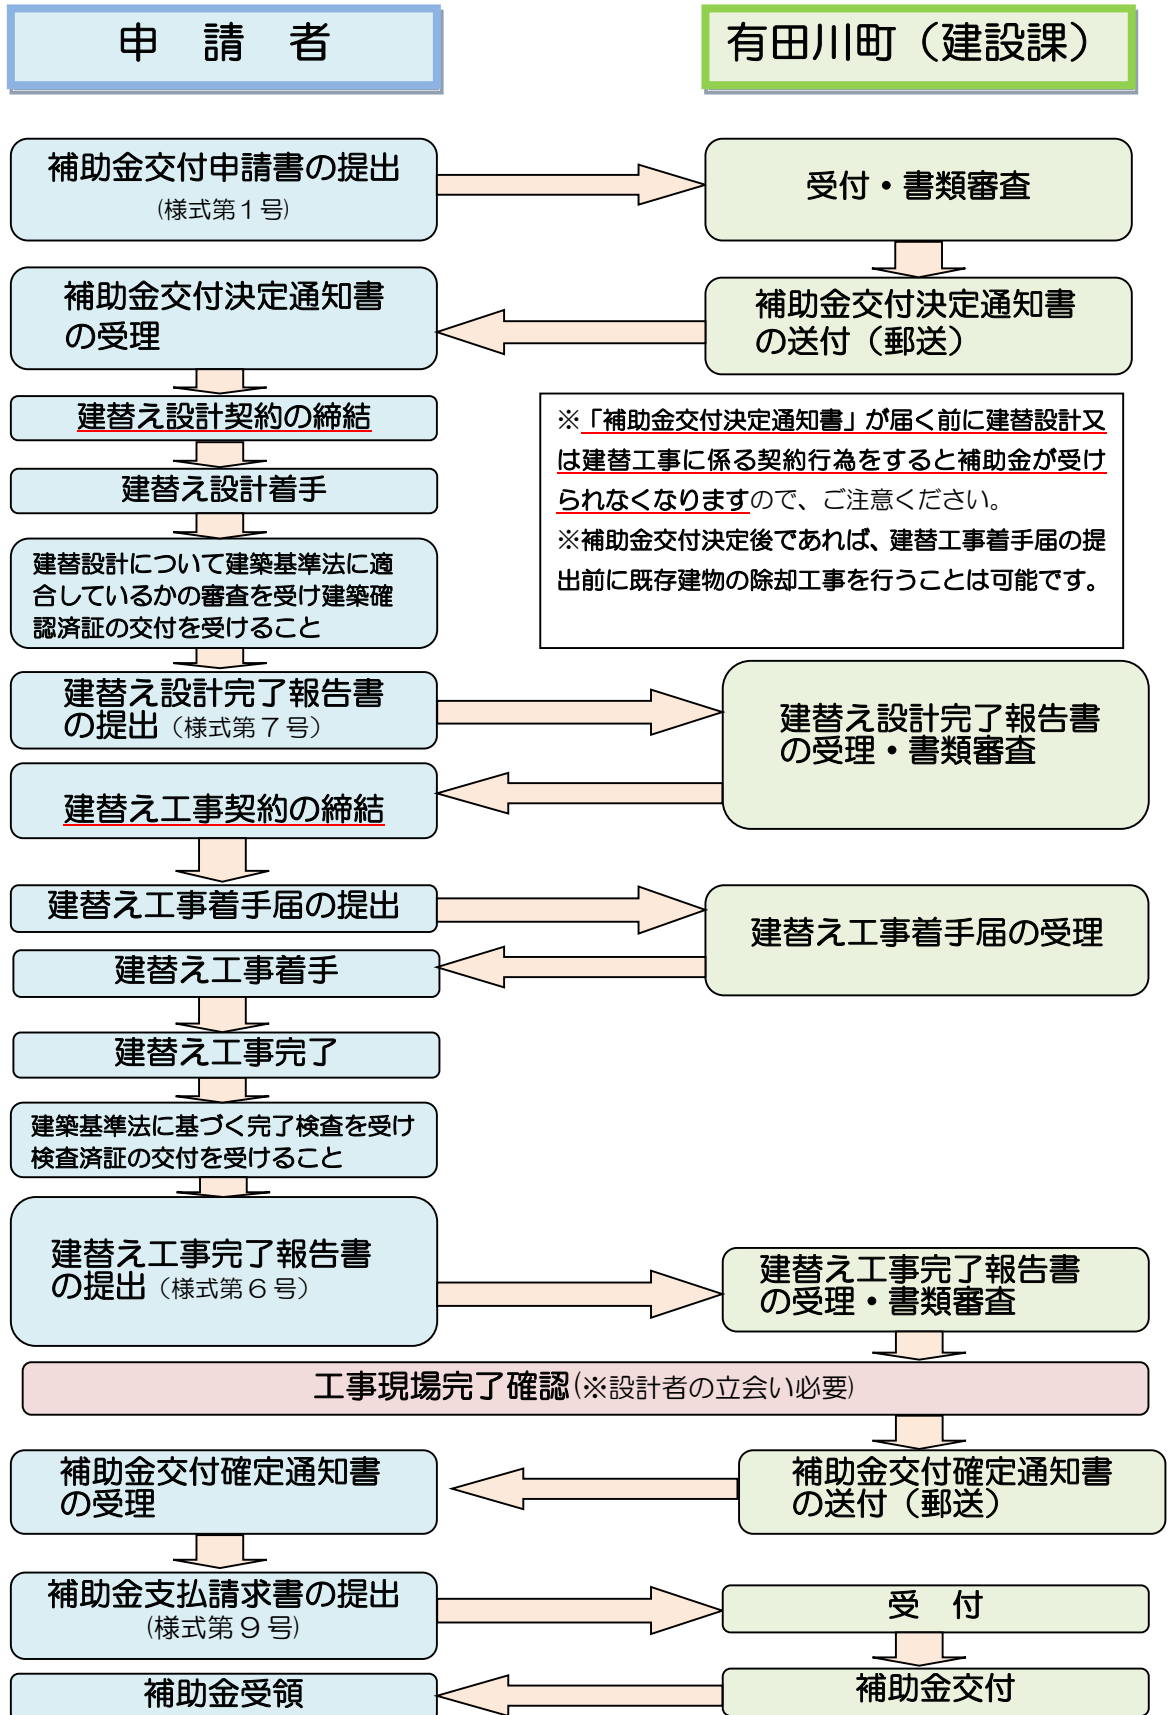 申　請　者
有田川町（建設課）
補助金交付申請書の提出
(様式第１号)
受付・書類審査
補助金交付決定通知書
の受理
補助金交付決定通知書
の送付（郵送）
建替え設計契約の締結
※「補助金交付決定通知書」が届く前に建替設計又
は建替工事に係る契約行為をすると補助金が受け
られなくなりますので、ご注意ください。
※補助金交付決定後であれば、建替工事着手届の提
出前に既存建物の除却工事を行うことは可能です。
建替え設計着手
建替設計について建築基準法に適
合しているかの審査を受け建築確
認済証の交付を受けること
建替え設計完了報告書
の提出（様式第７号）
建替え設計完了報告書
の受理・書類審査
建替え工事契約の締結
建替え工事着手届の提出
建替え工事着手届の受理
建替え工事着手
建替え工事完了
建築基準法に基づく完了検査を受け
検査済証の交付を受けること
建替え工事完了報告書
の提出（様式第６号）
建替え工事完了報告書
の受理・書類審査
工事現場完了確認(※設計者の立会い必要)
補助金交付確定通知書
の受理
補助金交付確定通知書
の送付（郵送）
補助金支払請求書の提出
(様式第９号)
受　付
補助金受領
補助金交付